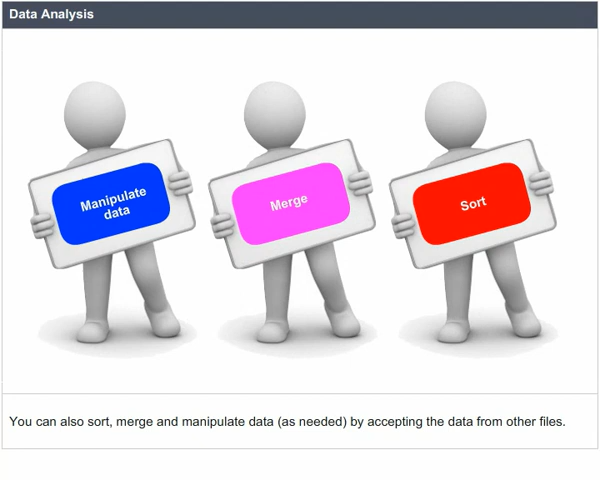 Data Analysis
Manipulate
data
Merge
Sort
You can also sort, merge and manipulate data (as needed) by accepting the data from other files.